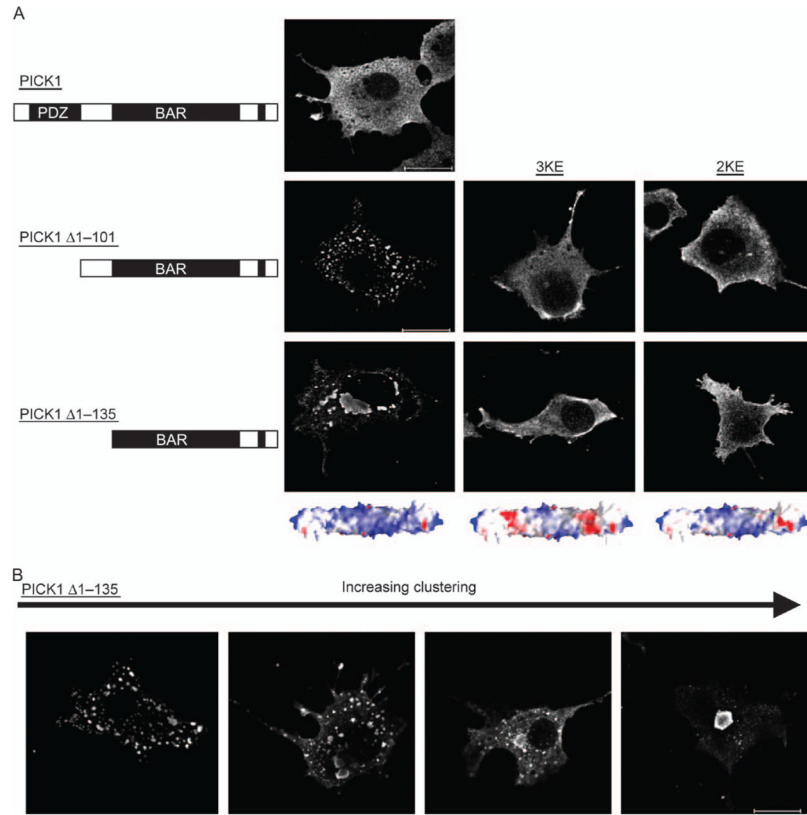 A
PICK1
PDZ BAR
3KE 2KE
PICK1 Δ1–101
BAR
PICK1 Δ1–135
BAR
B
PICK1 Δ1–135
Increasing clustering